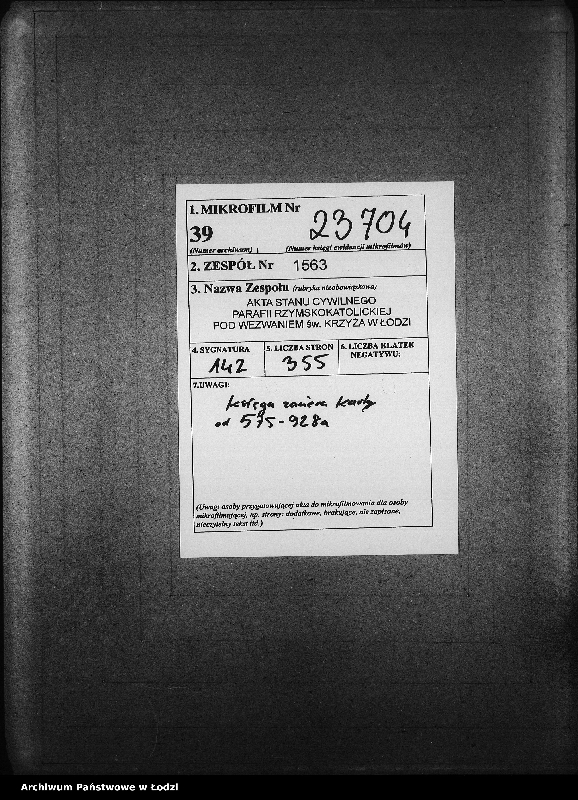 1. MIKROFILM Nr
39 23704
(Numer archiwum) (Numer księgi ewidencji mikrofilmów)
2. ZESPÓŁ Nr 1563
3. Nazwa Zespołu (rubryka nieobowiązkowa)
AKTA STANU CYWILNEGO
PARAFII RZYMSKOKATOLICKIEJ
POD WEZWANIEM św. KRZYŻA W ŁODZI
4. SYGNATURA 5. LICZBA STRON 6. LICZBA KLATEK
NEGATYWU:
142 355
7. UWAGI:
księga zawiera karty
od 575-928a
(Uwagi osoby przygotowującej akta do mikrofilmowania dla osoby
mikrofilmującej, np. strony: dodatkowe, brakujące, nie zapisane,
nieczytelny tekst itd.)
Archiwum Państwowe w Łodzi